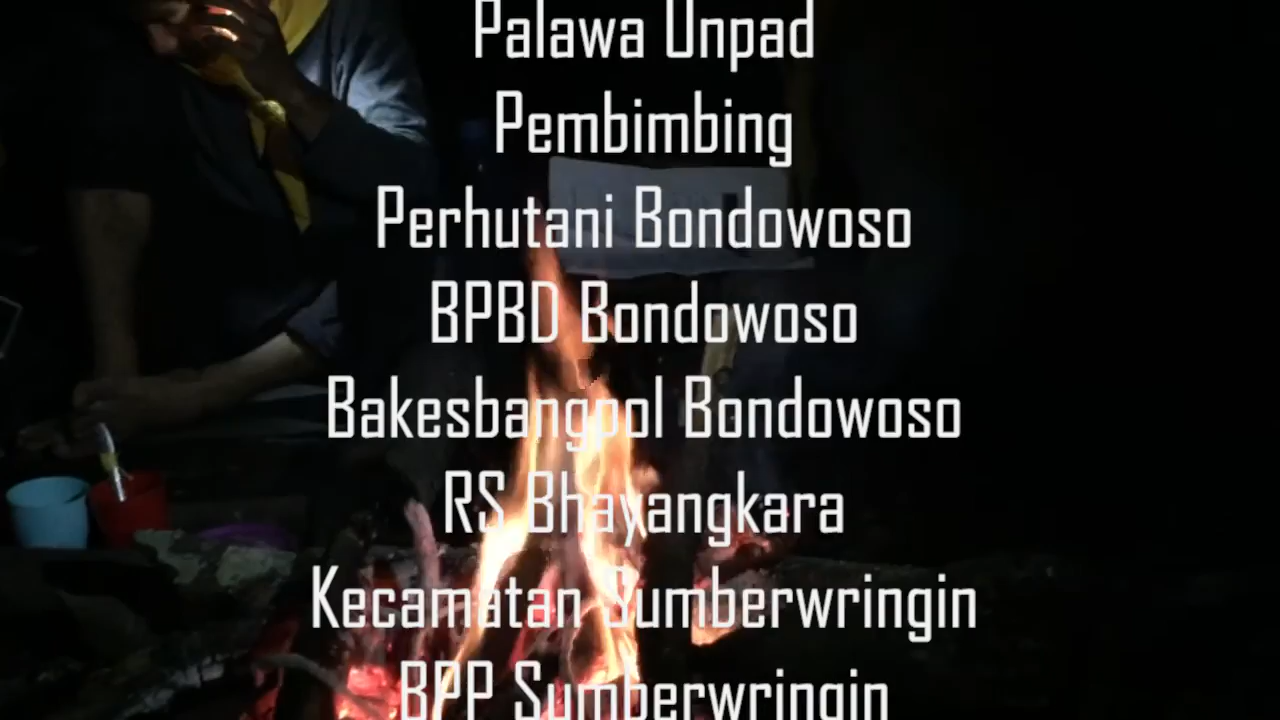 Palawa Unpad
Pembimbing
Perhutani Bondowoso
BPBD Bondowoso
Bakesbangpol Bondowoso
RS Bhayangkara
Kecamatan Sumberwringin
BPP Sumberwringin